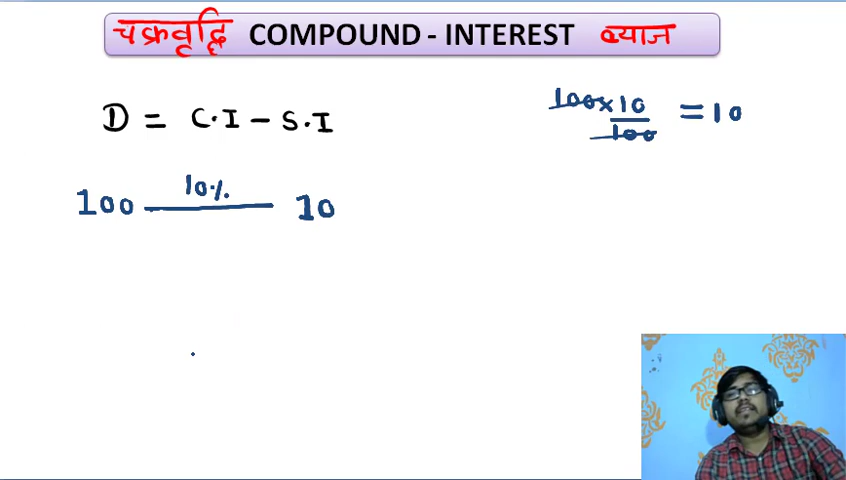 चक्रवृद्धि COMPOUND - INTEREST ब्याज
D = C.I - S.I
100 × 10 / 100 = 10
100 — 10% — 10